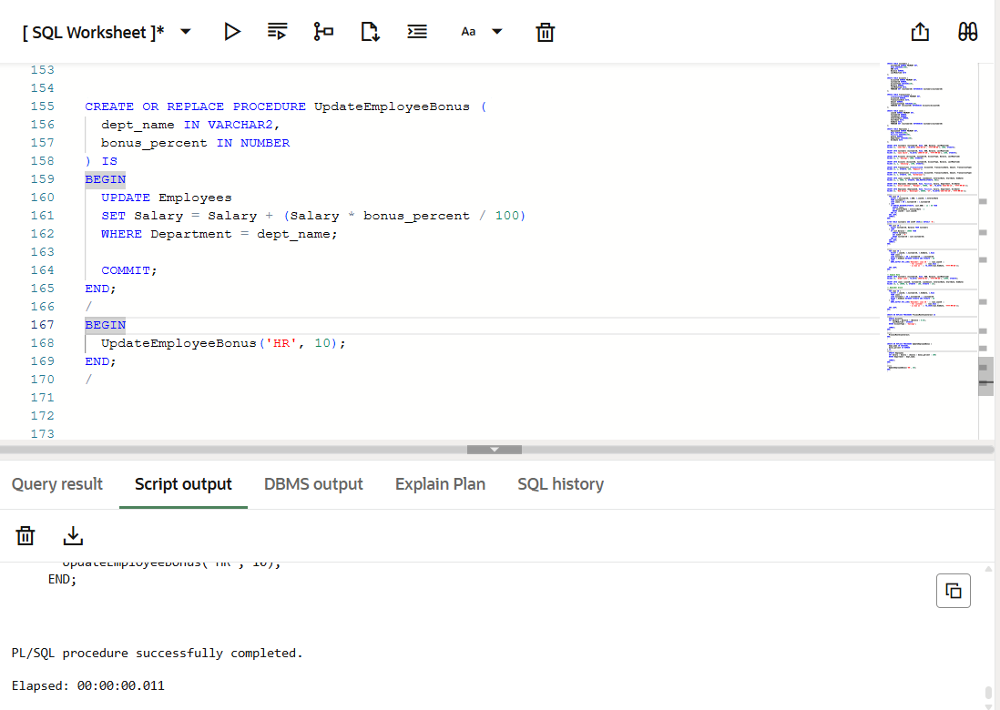 [ SQL Worksheet ]*
Aa
153
154
155 CREATE OR REPLACE PROCEDURE UpdateEmployeeBonus (
156 dept_name IN VARCHAR2,
157 bonus_percent IN NUMBER
158 ) IS
159 BEGIN
160 UPDATE Employees
161 SET Salary = Salary + (Salary * bonus_percent / 100)
162 WHERE Department = dept_name;
163
164 COMMIT;
165 END;
166 /
167 BEGIN
168 UpdateEmployeeBonus('HR', 10);
169 END;
170 /
171
172
173
Query result Script output DBMS output Explain Plan SQL history
UpdateEmployeeBonus('HR', 10);
END;
PL/SQL procedure successfully completed.
Elapsed: 00:00:00.011